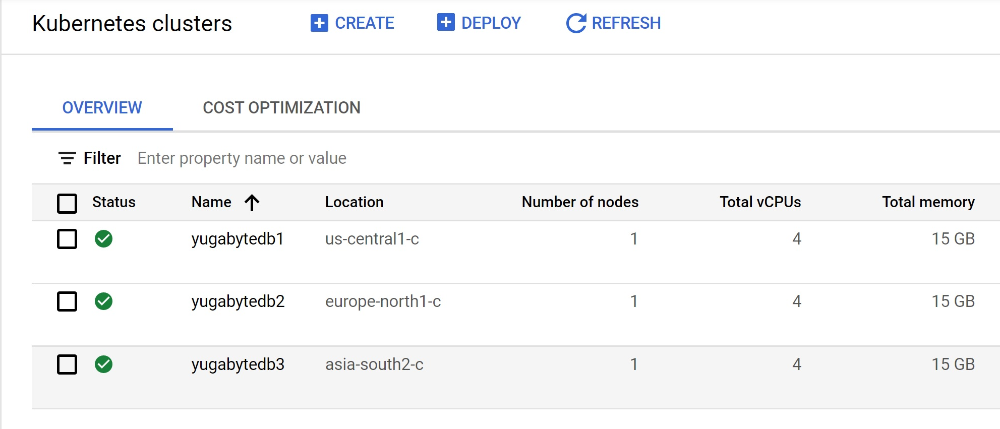 Kubernetes clusters CREATE DEPLOY REFRESH
OVERVIEW COST OPTIMIZATION
Filter Enter property name or value
Status Name Location Number of nodes Total vCPUs Total memory
yugabytedb1 us-central1-c 1 4 15 GB
yugabytedb2 europe-north1-c 1 4 15 GB
yugabytedb3 asia-south2-c 1 4 15 GB